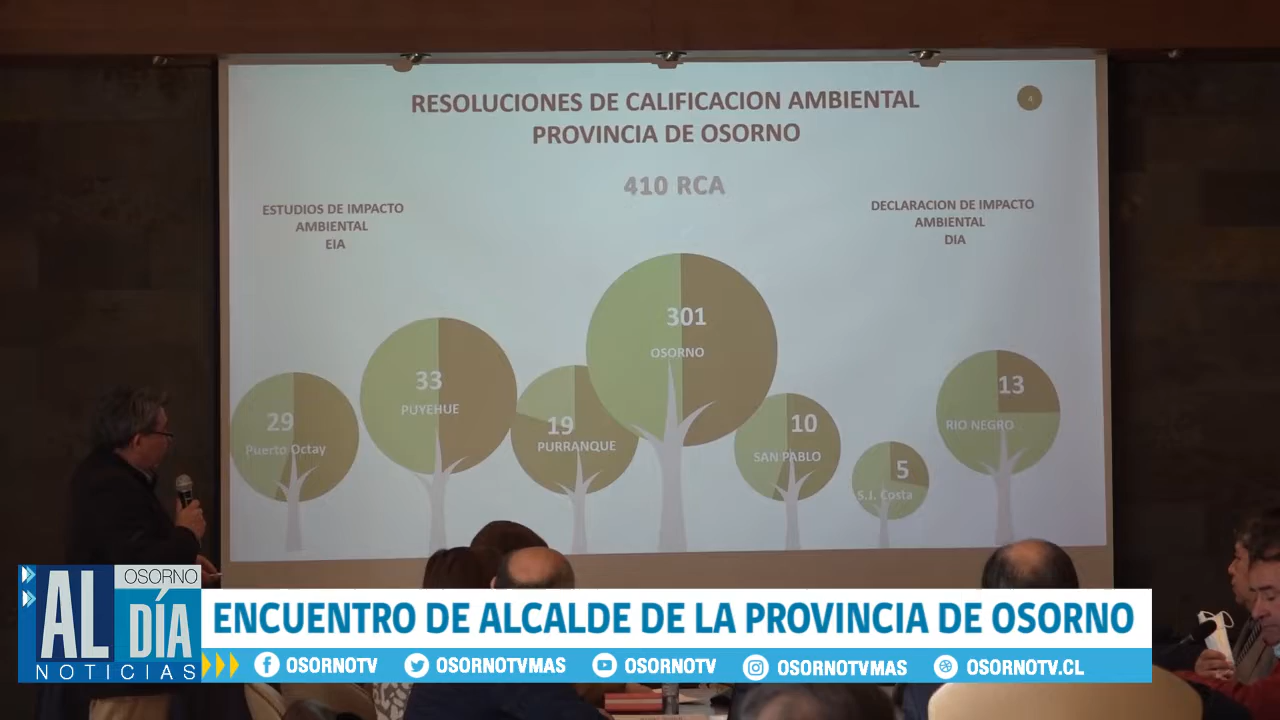 RESOLUCIONES DE CALIFICACION AMBIENTAL
PROVINCIA DE OSORNO
4
410 RCA
ESTUDIOS DE IMPACTO
AMBIENTAL
EIA
DECLARACION DE IMPACTO
AMBIENTAL
DIA
29
Puerto Octay
33
PUYEHUE
19
PURRANQUE
301
OSORNO
10
SAN PABLO
5
S.J. Costa
13
RIO NEGRO
AL DÍA
OSORNO
NOTICIAS
ENCUENTRO DE ALCALDE DE LA PROVINCIA DE OSORNO
OSORNOTV OSORNOTVMAS OSORNOTV OSORNOTVMAS OSORNOTV.CL